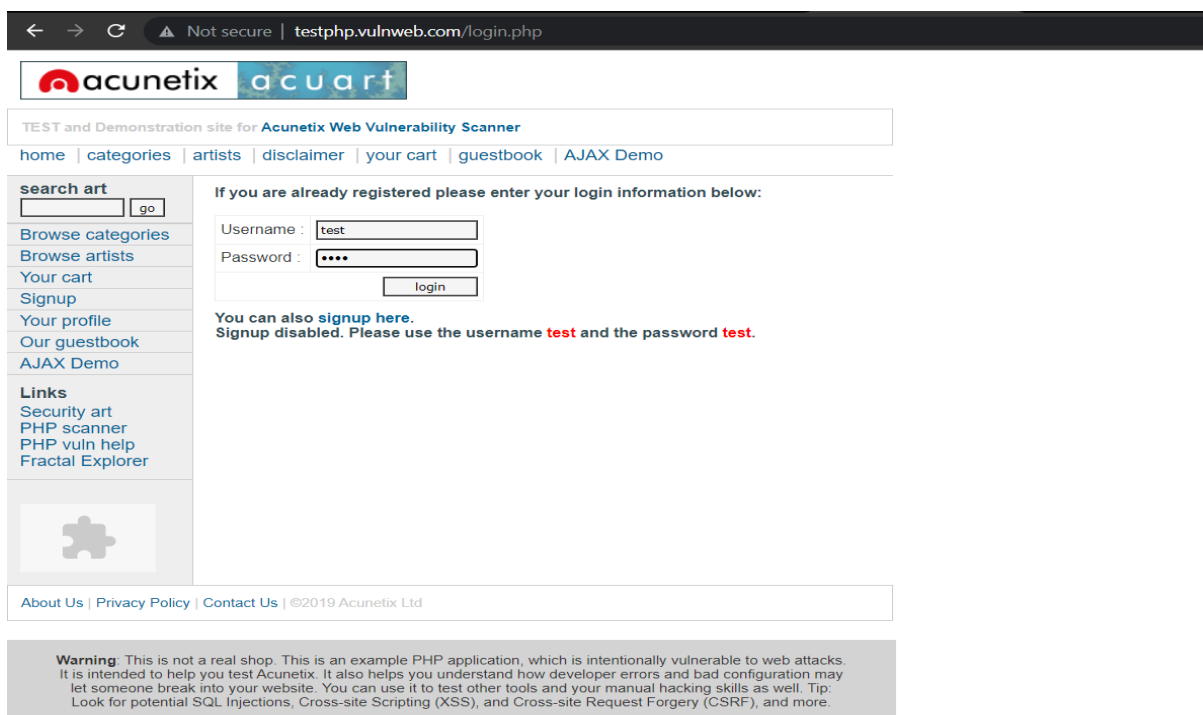 Not secure | testphp.vulnweb.com/login.php
acunetix acuart
TEST and Demonstration site for Acunetix Web Vulnerability Scanner
home | categories | artists | disclaimer | your cart | guestbook | AJAX Demo
search art
go
Browse categories
Browse artists
Your cart
Signup
Your profile
Our guestbook
AJAX Demo
Links
Security art
PHP scanner
PHP vuln help
Fractal Explorer
If you are already registered please enter your login information below:
Username : test
Password : ••••
login
You can also signup here.
Signup disabled. Please use the username test and the password test.
About Us | Privacy Policy | Contact Us | ©2019 Acunetix Ltd
Warning: This is not a real shop. This is an example PHP application, which is intentionally vulnerable to web attacks.
It is intended to help you test Acunetix. It also helps you understand how developer errors and bad configuration may
let someone break into your website. You can use it to test other tools and your manual hacking skills as well. Tip:
Look for potential SQL Injections, Cross-site Scripting (XSS), and Cross-site Request Forgery (CSRF), and more.